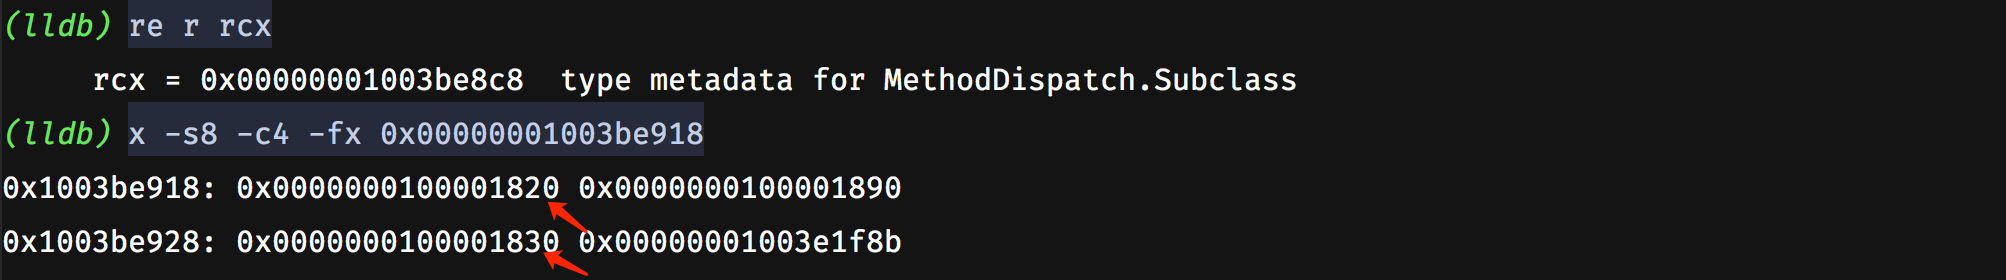 (lldb) re r rcx
rcx = 0x00000001003be8c8  type metadata for MethodDispatch.Subclass
(lldb) x -s8 -c4 -fx 0x00000001003be918
0x1003be918: 0x0000000100001820 0x0000000100001890
0x1003be928: 0x0000000100001830 0x00000001003e1f8b